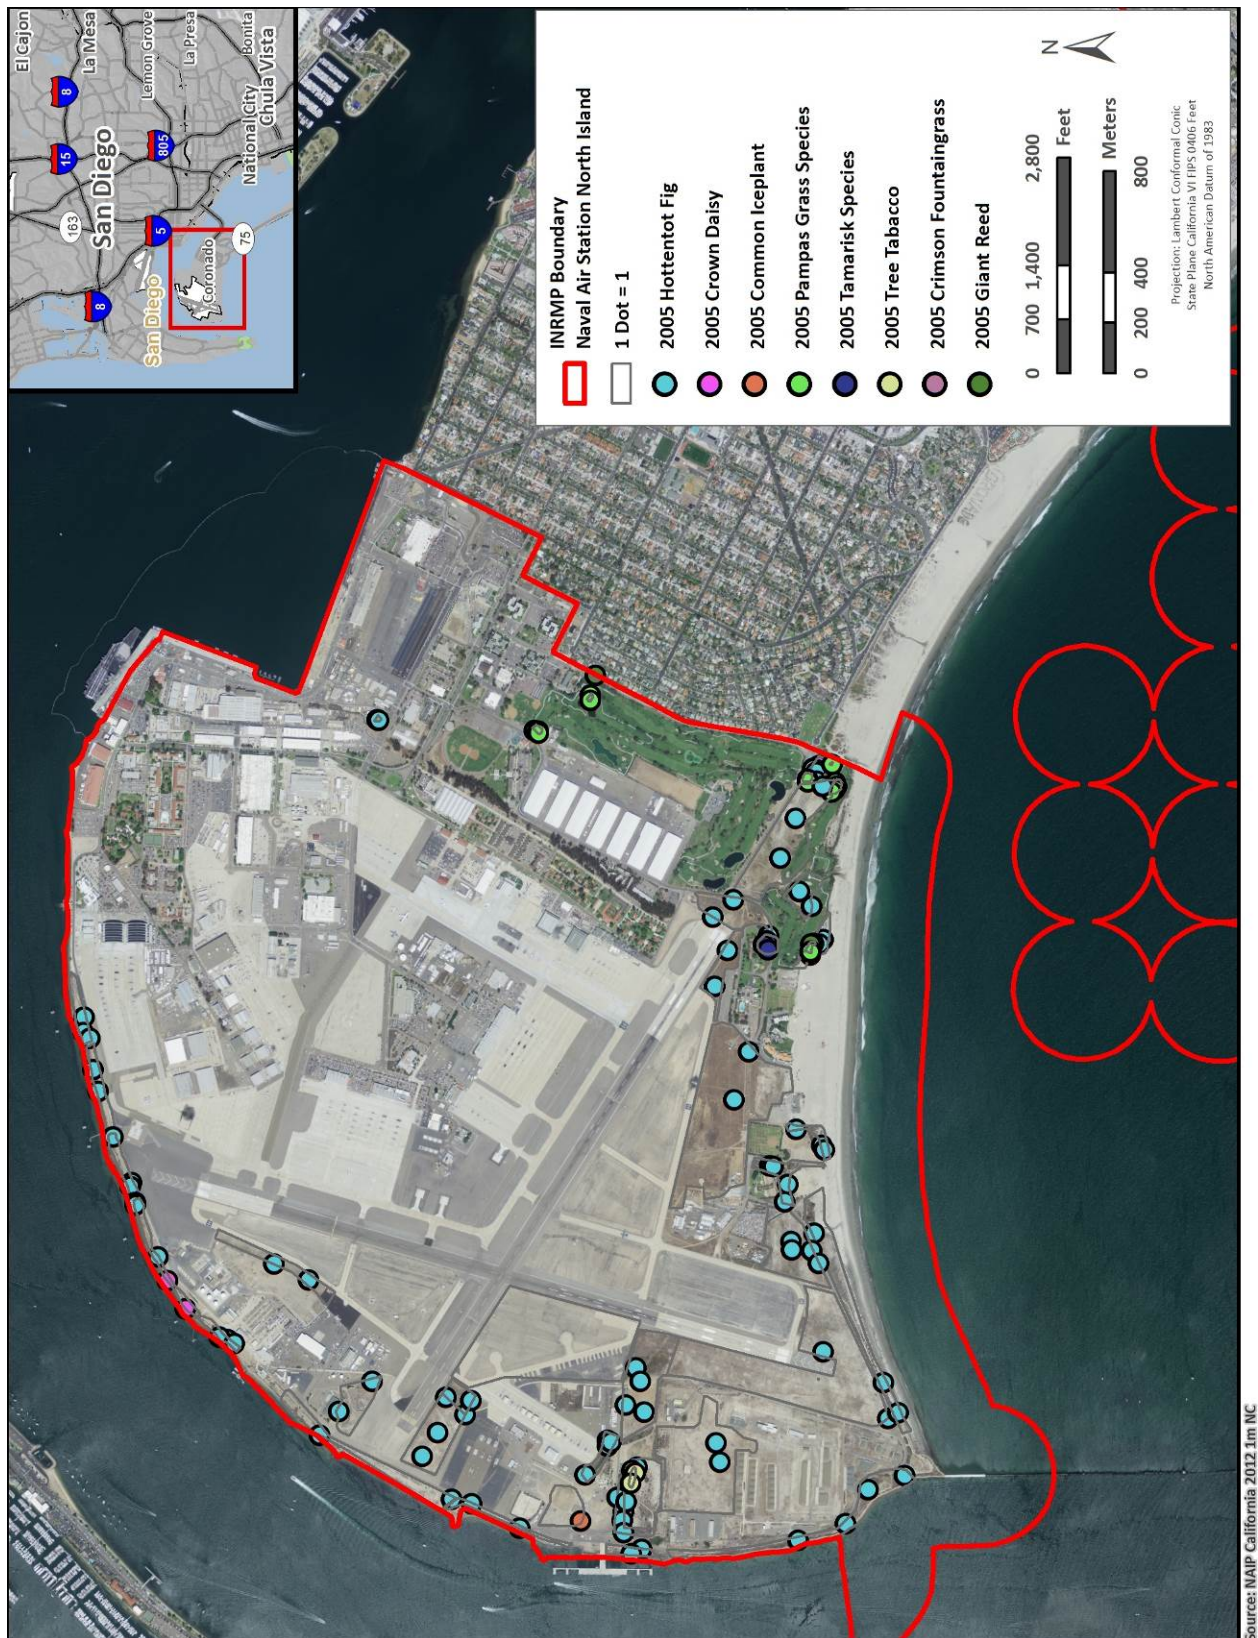 INRMP Boundary
Naval Air Station North Island
1 Dot = 1
2005 Hottentot Fig
2005 Crown Daisy
2005 Common Iceplant
2005 Pampas Grass Species
2005 Tamarisk Species
2005 Tree Tabacco
2005 Crimson Fountaingrass
2005 Giant Reed
0 700 1,400 2,800
Feet
Meters
0 200 400 800
N
Projection: Lambert Conformal Conic
State Plane California VI FIPS 0406 Feet
North American Datum of 1983
El Cajon
La Mesa
Lemon Grove
La Presa
Bonita
Chula Vista
National City
San Diego
San Diego
Coronado
8
15
805
163
5
8
75
Source: NAIP California 2012 1m NC